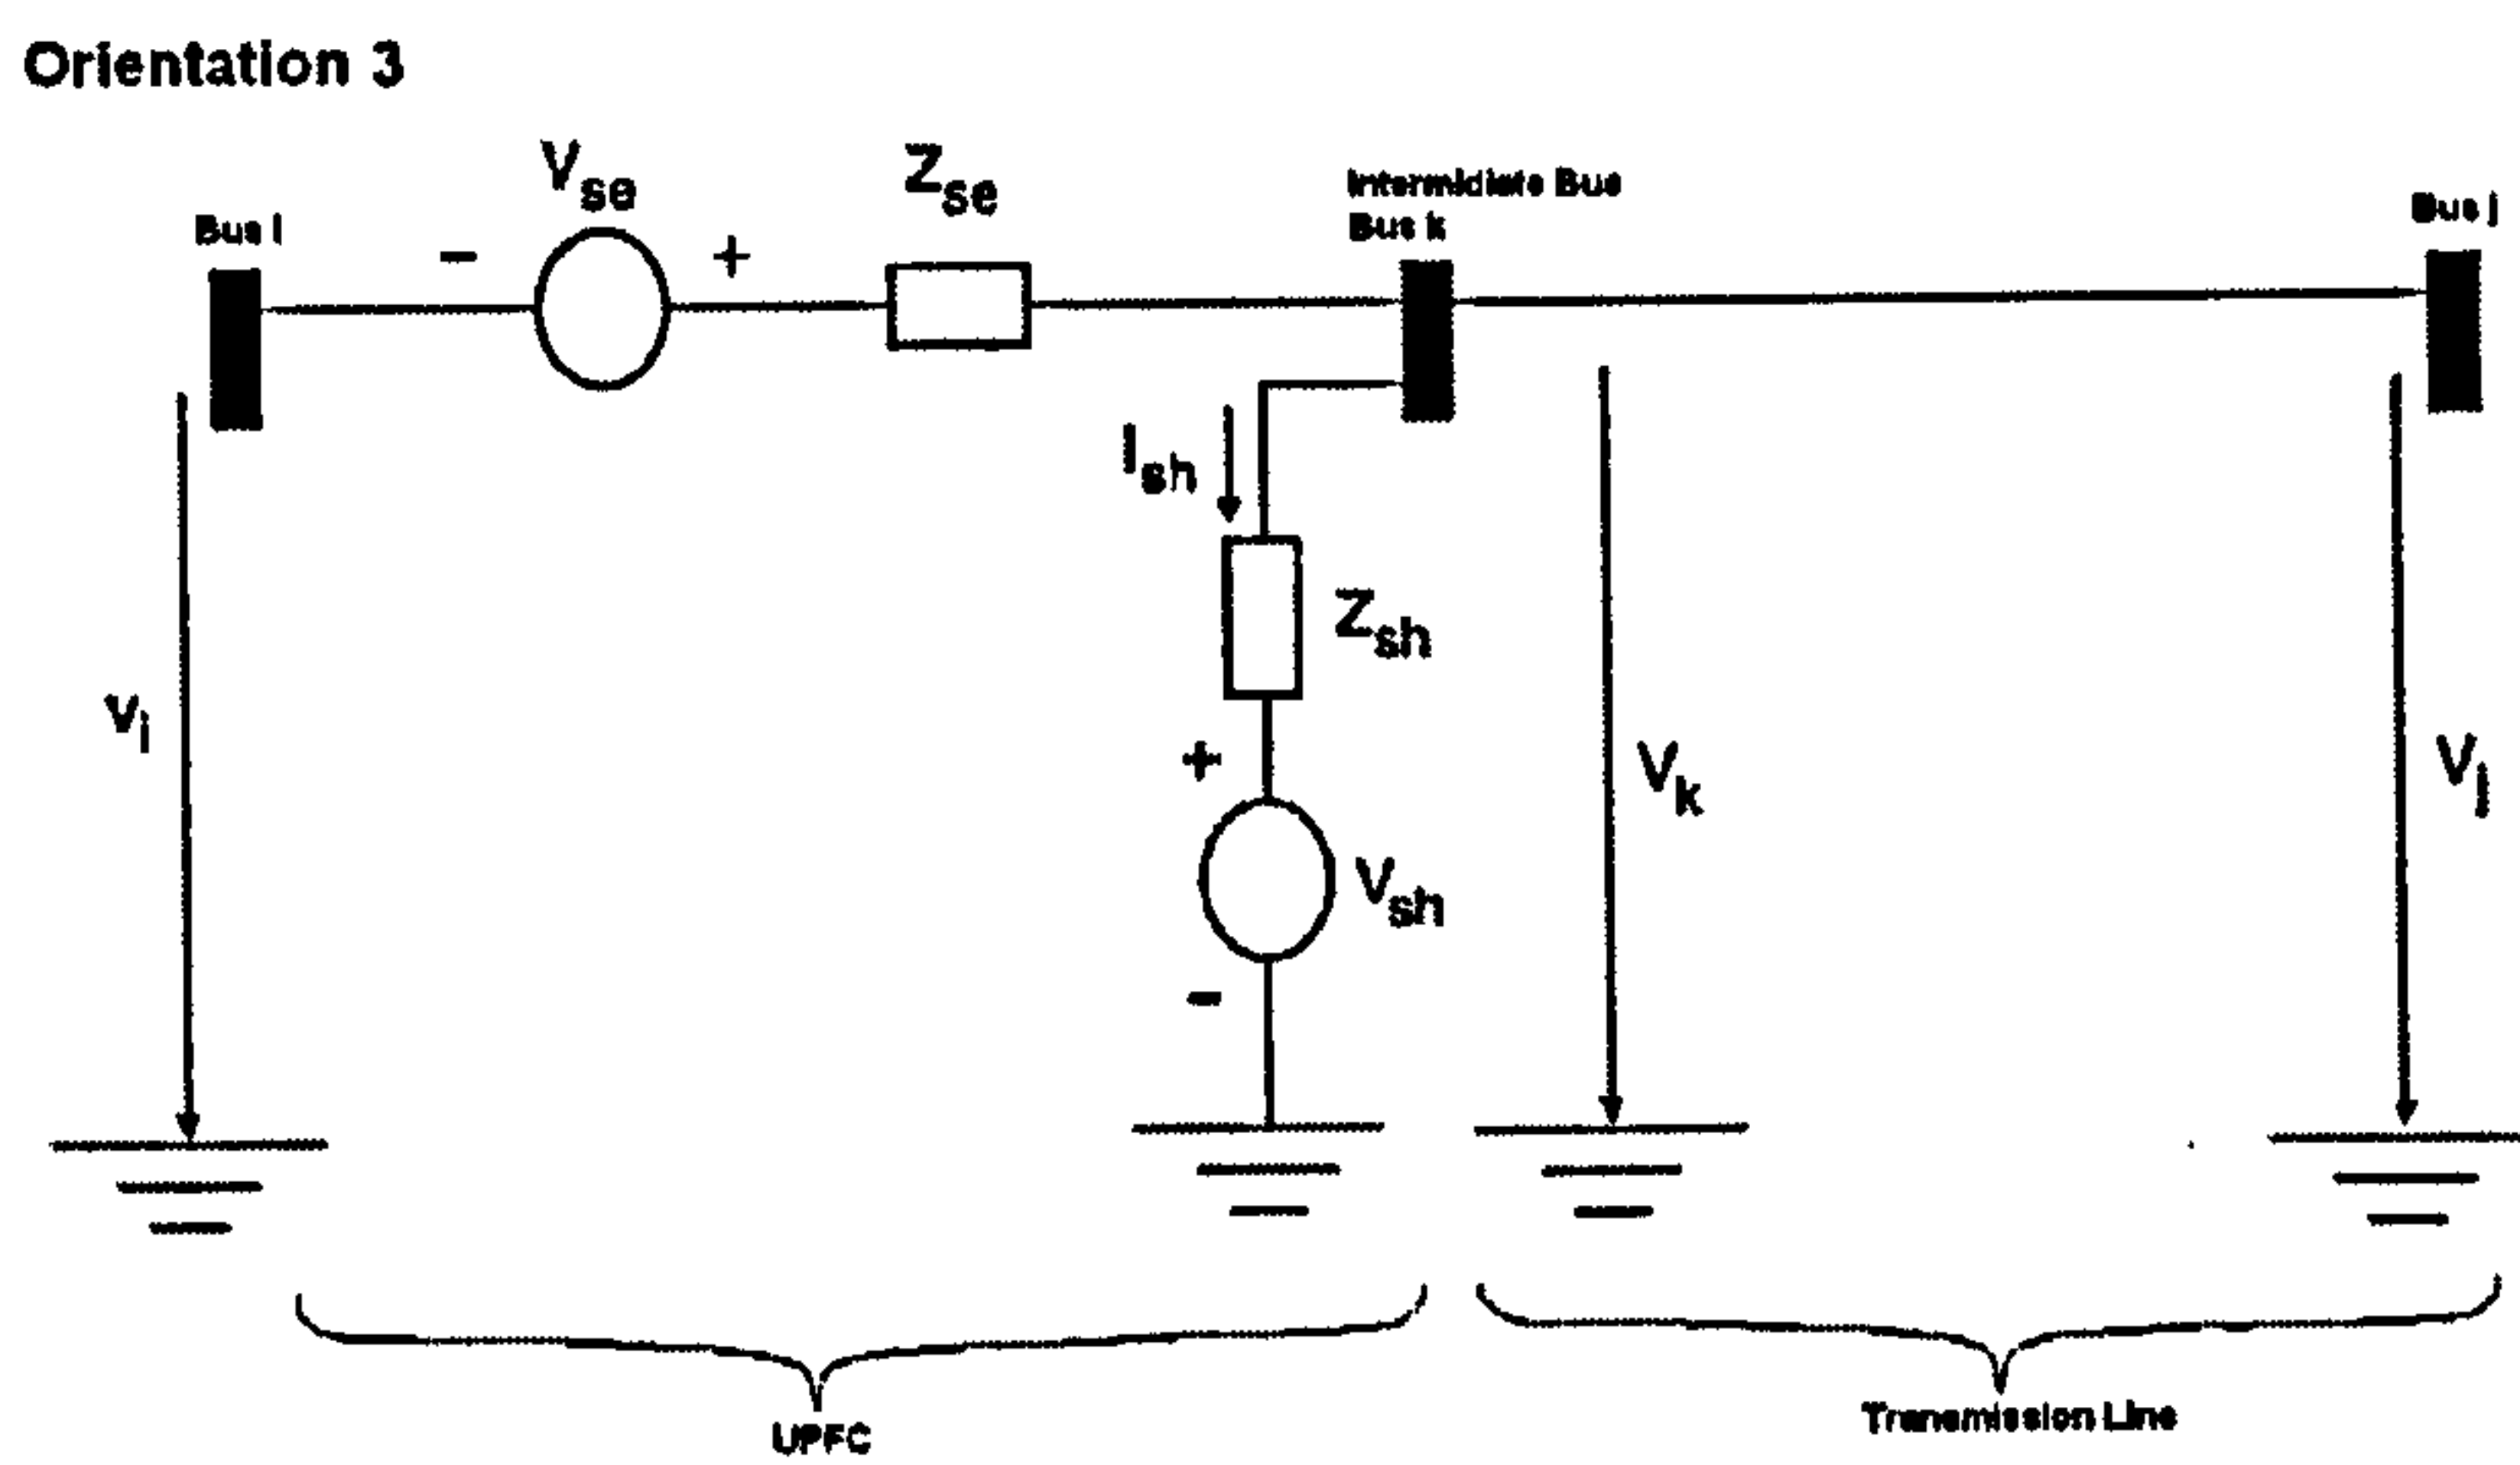 Orientation 3
Vse
Zse
Intermidiate Bus
Bus k
Bus i
Bus j
-
+
Ish
Zsh
Vi
+
Vk
Vj
Vsh
-
UPFC
Transmission Line